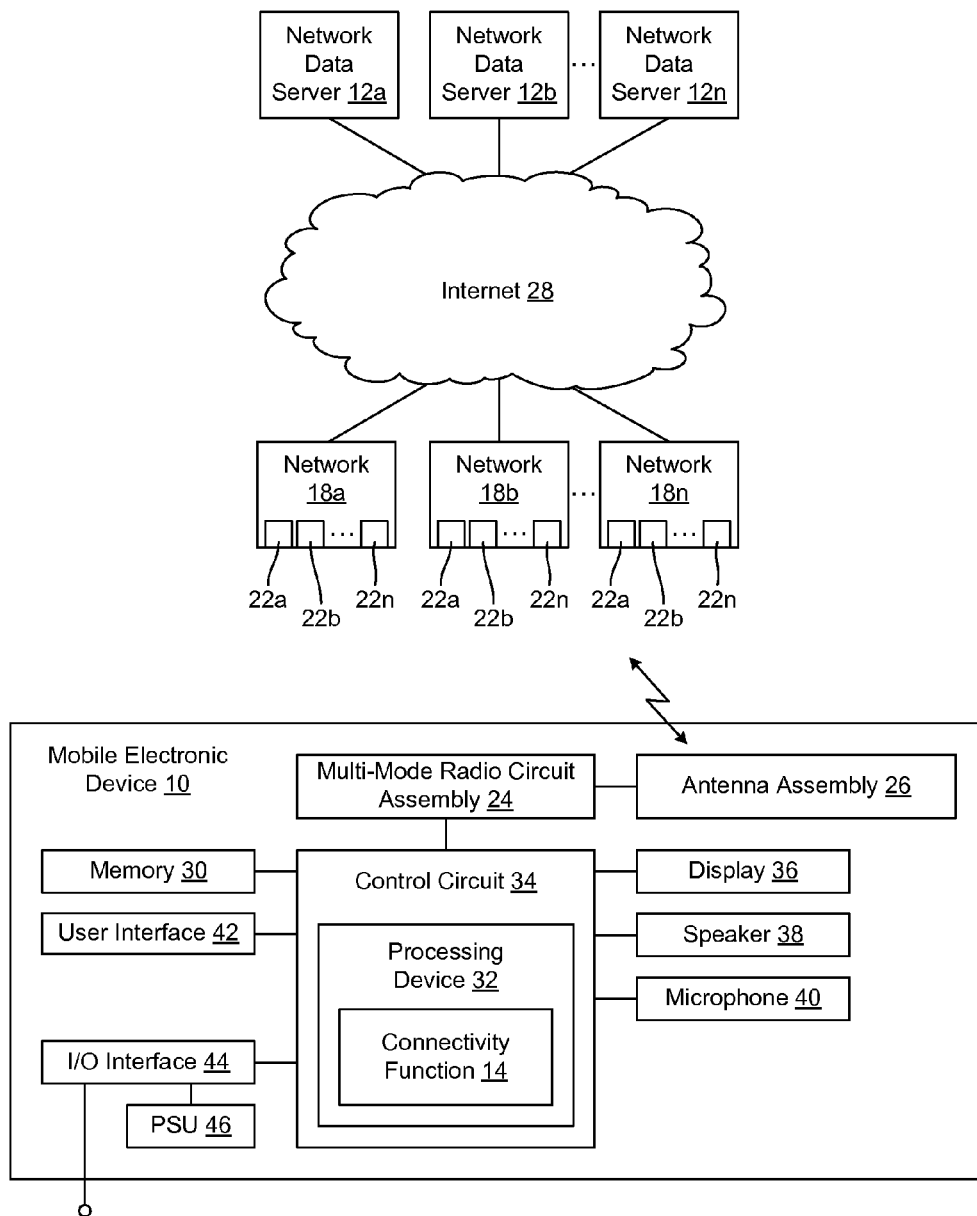 Network
Data
Server 12a
Network
Data
Server 12b
...
Network
Data
Server 12n
Internet 28
Network
18a
...
Network
18b
...
...
Network
18n
...
22a
22b
22n
22a
22b
22n
22a
22b
22n
Mobile Electronic
Device 10
Multi-Mode Radio Circuit
Assembly 24
Antenna Assembly 26
Memory 30
Control Circuit 34
Display 36
User Interface 42
Processing
Device 32
Speaker 38
Microphone 40
Connectivity
Function 14
I/O Interface 44
PSU 46